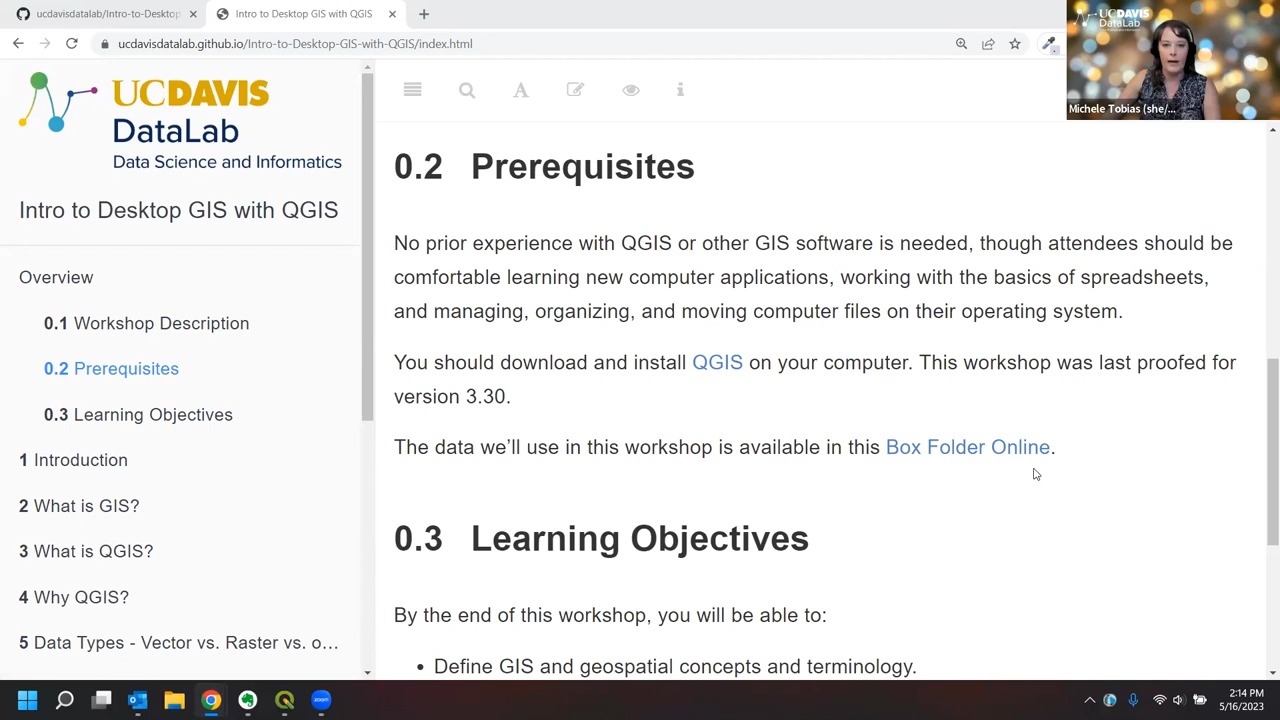 ucdavisdatalab/Intro-to-Desktop
Intro to Desktop GIS with QGIS
ucdavisdatalab.github.io/Intro-to-Desktop-GIS-with-QGIS/index.html
UCDAVIS
DataLab
Michele Tobias (she/...
UCDAVIS
DataLab
Data Science and Informatics
Intro to Desktop GIS with QGIS
Overview
0.1 Workshop Description
0.2 Prerequisites
0.3 Learning Objectives
1 Introduction
2 What is GIS?
3 What is QGIS?
4 Why QGIS?
5 Data Types - Vector vs. Raster vs. o...
0.2 Prerequisites
No prior experience with QGIS or other GIS software is needed, though attendees should be
comfortable learning new computer applications, working with the basics of spreadsheets,
and managing, organizing, and moving computer files on their operating system.
You should download and install QGIS on your computer. This workshop was last proofed for
version 3.30.
The data we'll use in this workshop is available in this Box Folder Online.
0.3 Learning Objectives
By the end of this workshop, you will be able to:
• Define GIS and geospatial concepts and terminology.
zoom
2:14 PM
5/16/2023